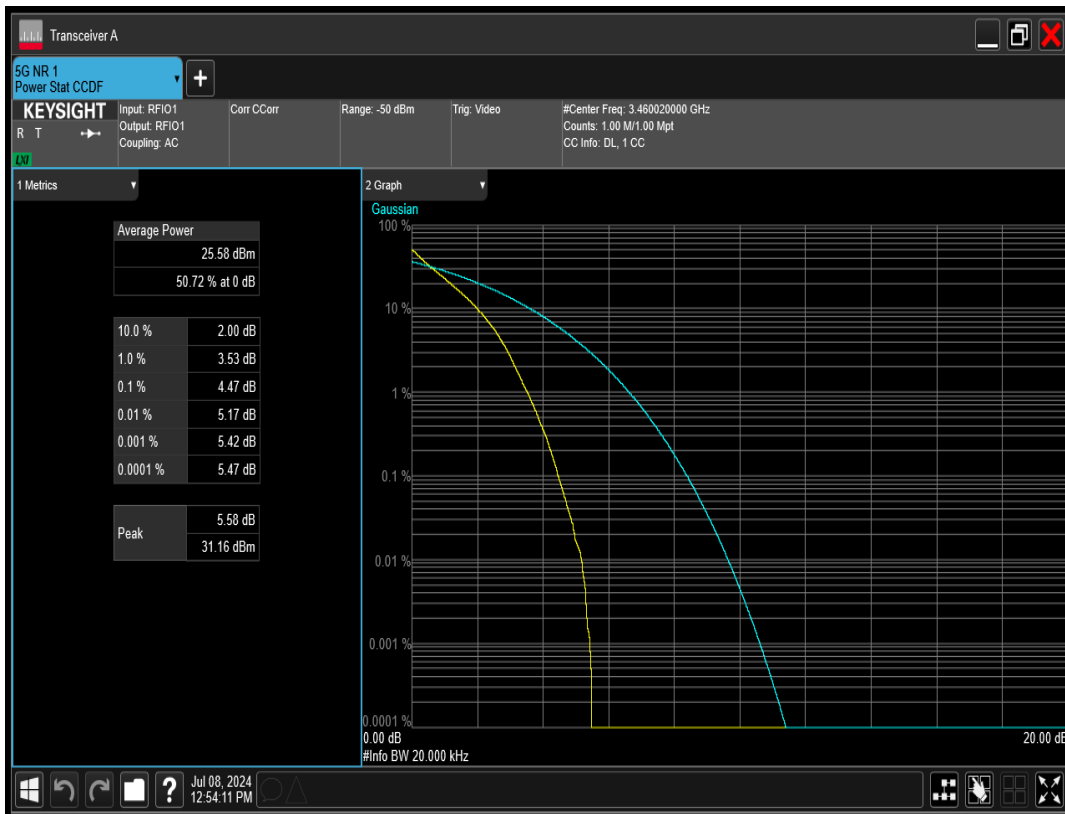 Transceiver A
5G NR 1
Power Stat CCDF
+
KEYSIGHT
R T
LXI
Input: RFIO1
Output: RFIO1
Coupling: AC
Corr CCorr
Range: -50 dBm
Trig: Video
#Center Freq: 3.460020000 GHz
Counts: 1.00 M/1.00 Mpt
CC Info: DL, 1 CC
1 Metrics
Average Power
25.58 dBm
50.72 % at 0 dB
10.0 % 2.00 dB
1.0 % 3.53 dB
0.1 % 4.47 dB
0.01 % 5.17 dB
0.001 % 5.42 dB
0.0001 % 5.47 dB
Peak
5.58 dB
31.16 dBm
2 Graph
Gaussian
100 %
10 %
1 %
0.1 %
0.01 %
0.001 %
0.0001 %
0.00 dB
20.00 dB
#Info BW 20.000 kHz
?
Jul 08, 2024
12:54:11 PM